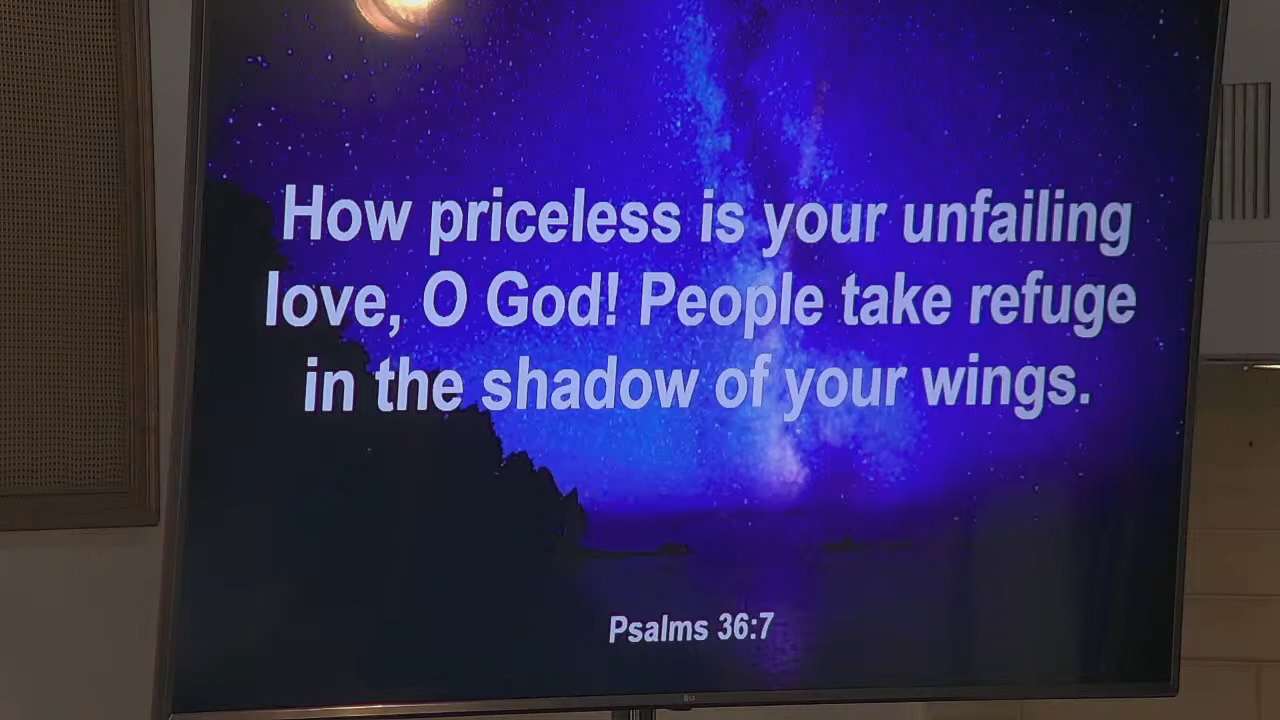 How priceless is your unfailing
love, O God! People take refuge
in the shadow of your wings.
Psalms 36:7
LG